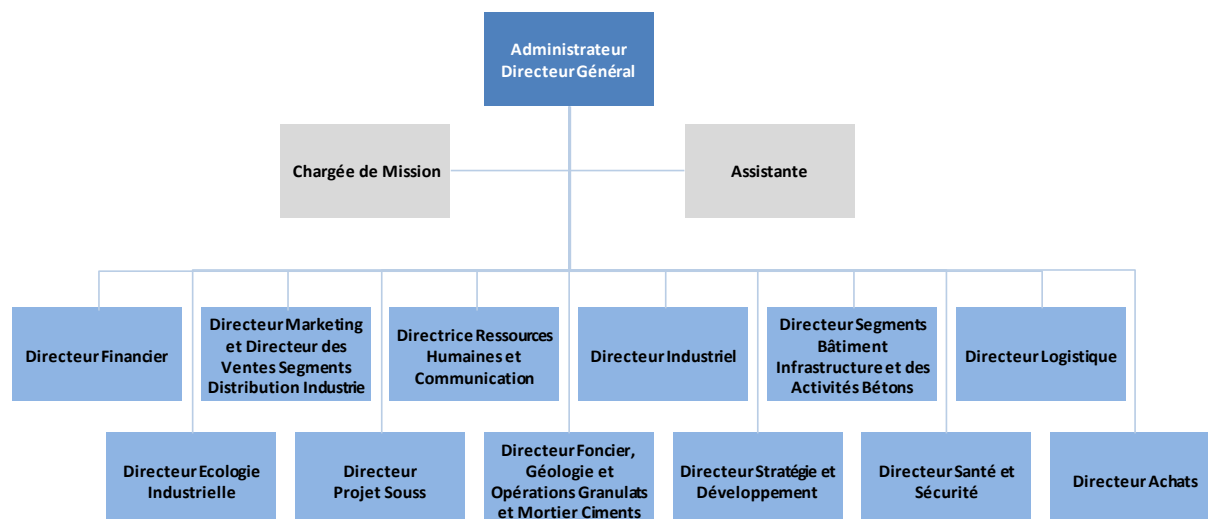 Administrateur
Directeur Général
Chargée de Mission
Assistante
Directeur Financier
Directeur Marketing
et Directeur des
Ventes Segments
Distribution Industrie
Directrice Ressources
Humaines et
Communication
Directeur Industriel
Directeur Segments
Bâtiment
Infrastructure et des
Activités Bétons
Directeur Logistique
Directeur Ecologie
Industrielle
Directeur
Projet Souss
Directeur Foncier,
Géologie et
Opérations Granulats
et Mortier Ciments
Directeur Stratégie et
Développement
Directeur Santé et
Sécurité
Directeur Achats